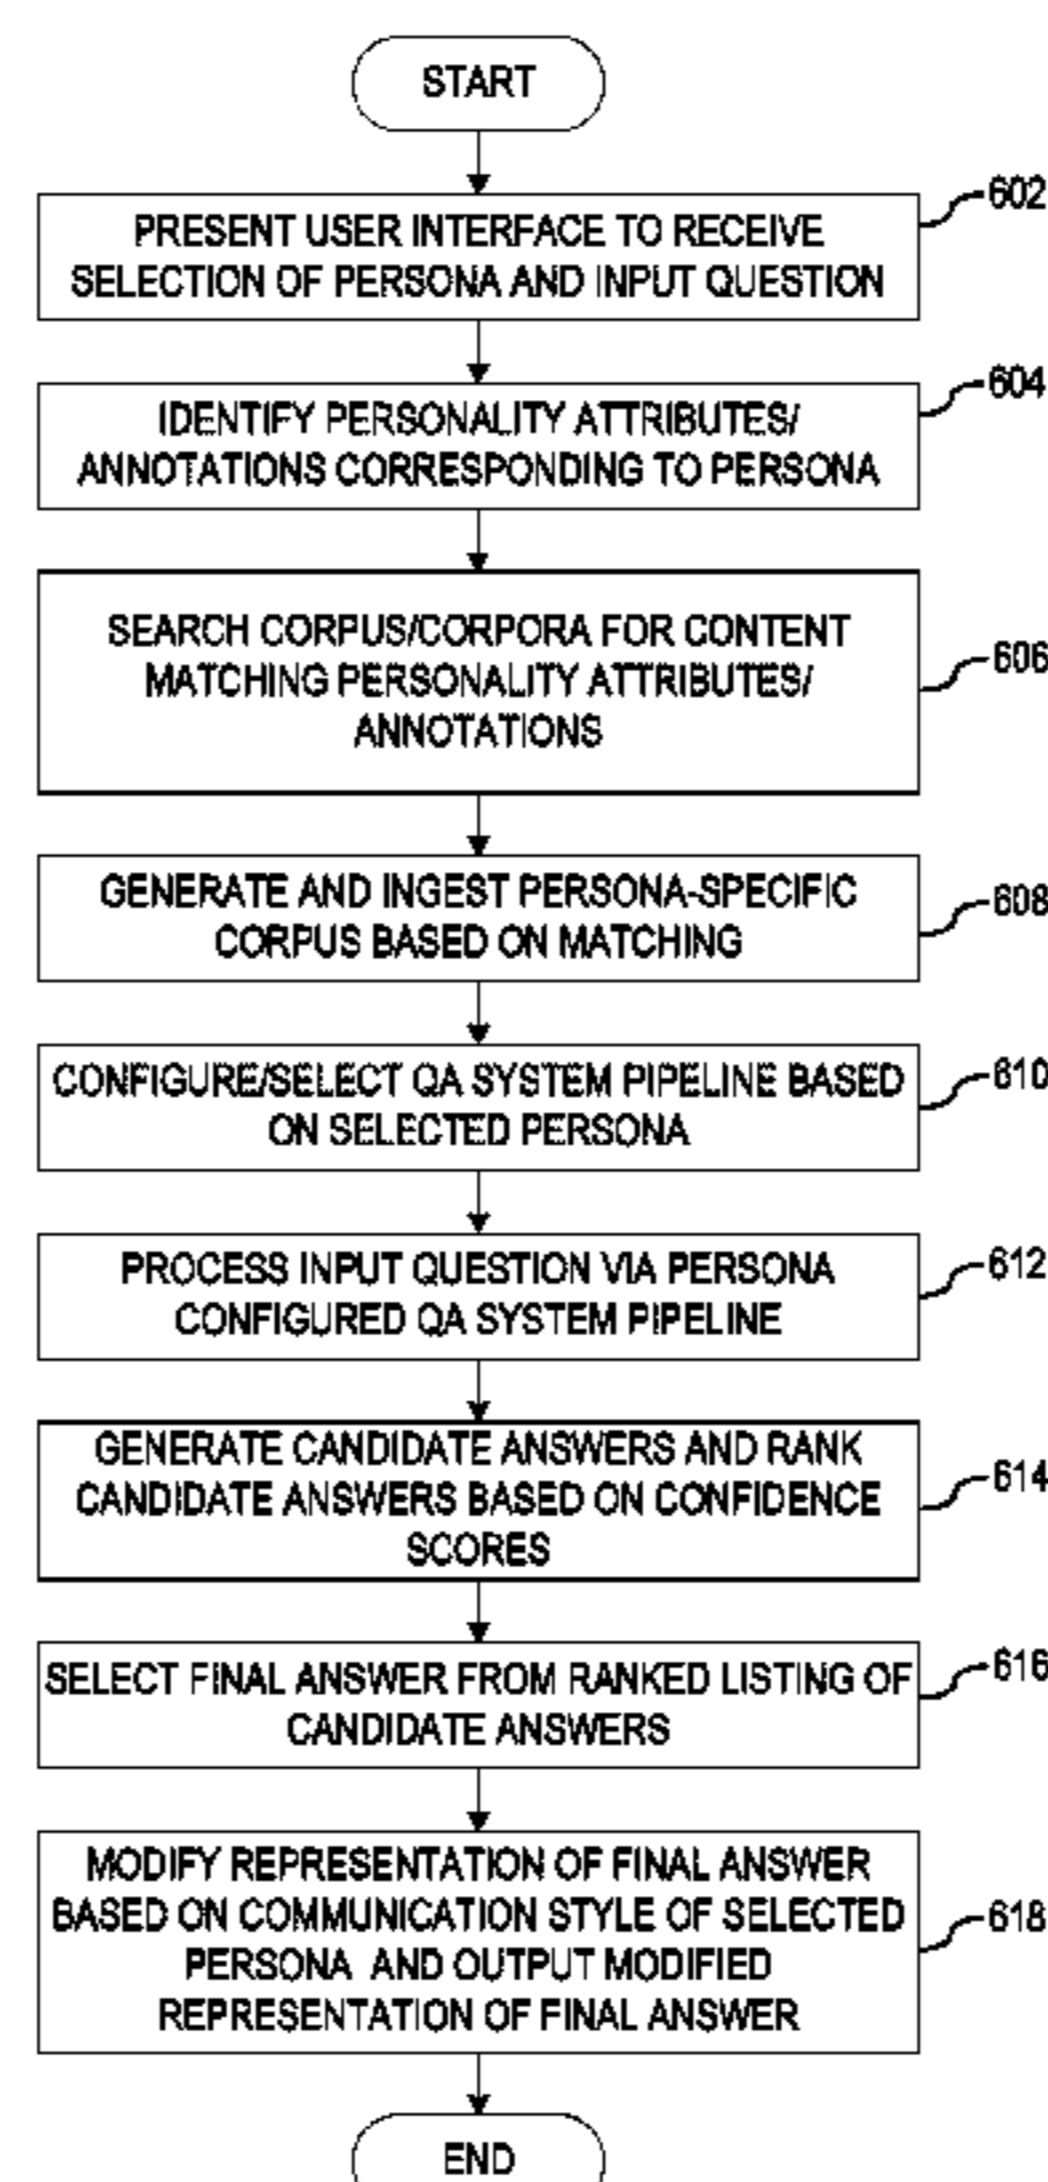 START
602
PRESENT USER INTERFACE TO RECEIVE
SELECTION OF PERSONA AND INPUT QUESTION
604
IDENTIFY PERSONALITY ATTRIBUTES/
ANNOTATIONS CORRESPONDING TO PERSONA
606
SEARCH CORPUS/CORPORA FOR CONTENT
MATCHING PERSONALITY ATTRIBUTES/
ANNOTATIONS
608
GENERATE AND INGEST PERSONA-SPECIFIC
CORPUS BASED ON MATCHING
610
CONFIGURE/SELECT QA SYSTEM PIPELINE BASED
ON SELECTED PERSONA
612
PROCESS INPUT QUESTION VIA PERSONA
CONFIGURED QA SYSTEM PIPELINE
614
GENERATE CANDIDATE ANSWERS AND RANK
CANDIDATE ANSWERS BASED ON CONFIDENCE
SCORES
616
SELECT FINAL ANSWER FROM RANKED LISTING OF
CANDIDATE ANSWERS
618
MODIFY REPRESENTATION OF FINAL ANSWER
BASED ON COMMUNICATION STYLE OF SELECTED
PERSONA AND OUTPUT MODIFIED
REPRESENTATION OF FINAL ANSWER
END